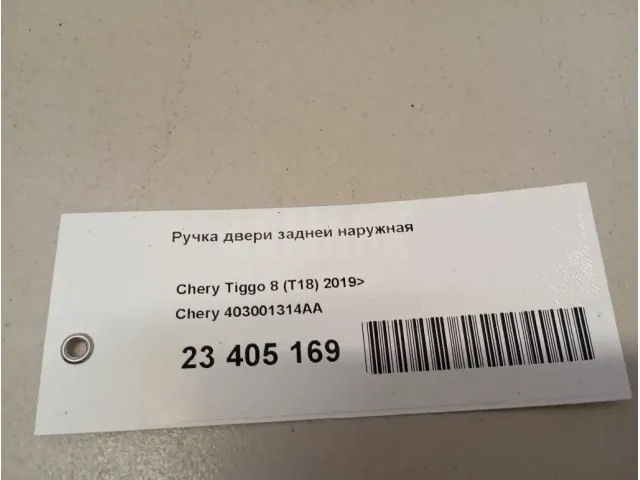 Ручка двери задней наружная
Chery Tiggo 8 (T18) 2019>
Chery 403001314AA
23 405 169